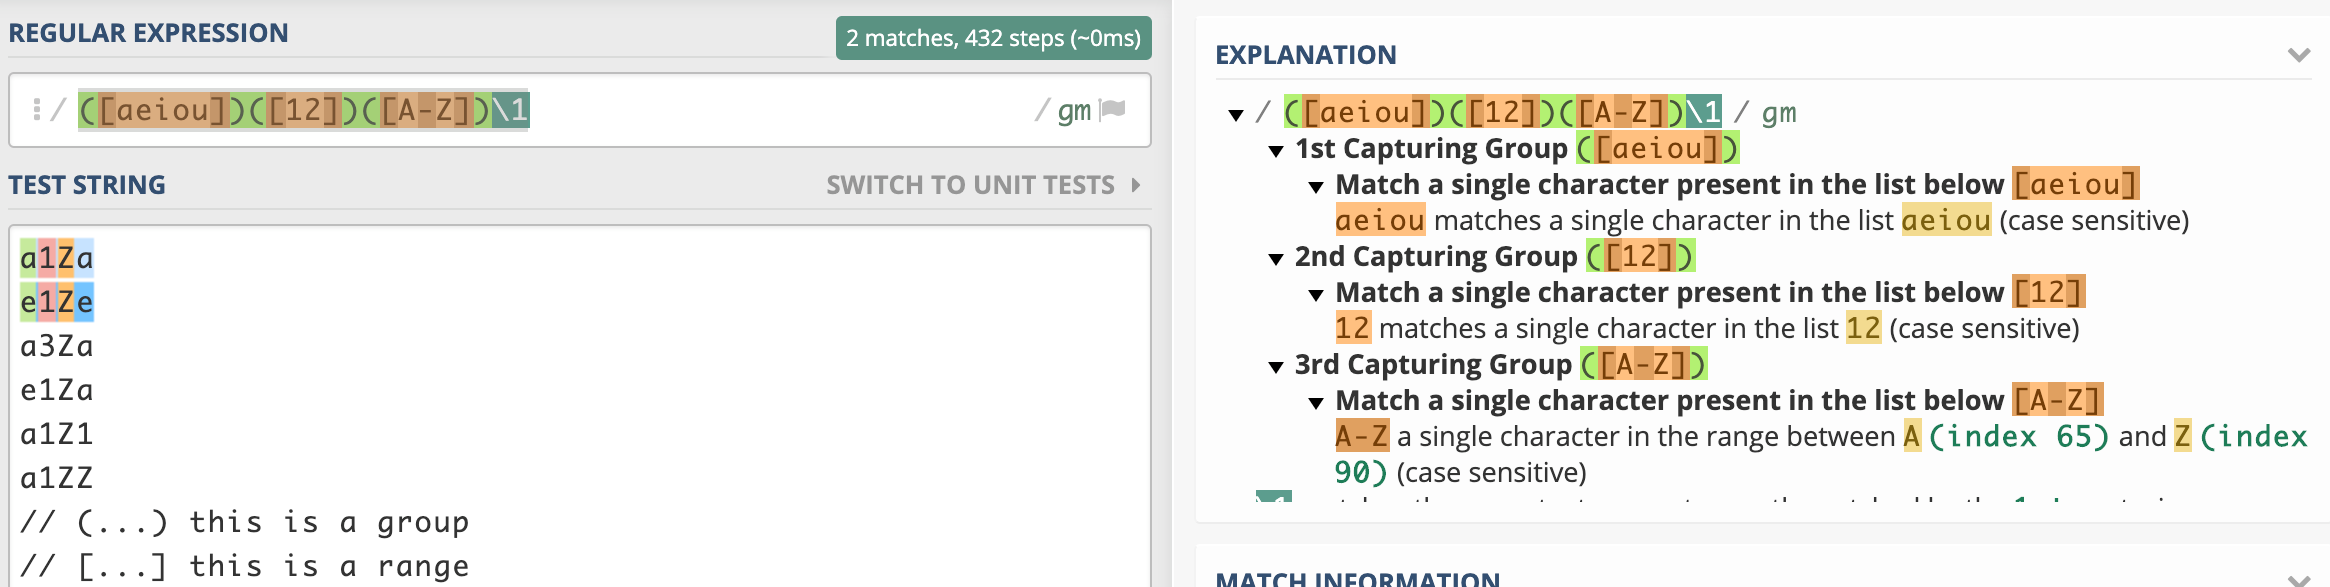 REGULAR EXPRESSION
2 matches, 432 steps (~0ms)
/ ([aeiou])([12])([A-Z])\1 / gm
TEST STRING
SWITCH TO UNIT TESTS
a1Za
e1Ze
a3Za
e1Za
a1Z1
a1ZZ
// (...) this is a group
// [...] this is a range
EXPLANATION
/ ([aeiou])([12])([A-Z])\1 / gm
1st Capturing Group ([aeiou])
Match a single character present in the list below [aeiou]
aeiou matches a single character in the list aeiou (case sensitive)
2nd Capturing Group ([12])
Match a single character present in the list below [12]
12 matches a single character in the list 12 (case sensitive)
3rd Capturing Group ([A-Z])
Match a single character present in the list below [A-Z]
A-Z a single character in the range between A (index 65) and Z (index
90) (case sensitive)
MATCH INFORMATION